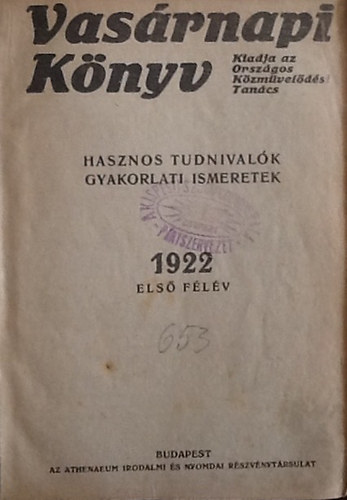 Vasárnapi
Könyv
Kiadja az
Országos
Közművelődési
Tanács
HASZNOS TUDNIVALÓK
GYAKORLATI ISMERETEK
PÁRTSZERVEZET
1922
ELSŐ FÉLÉV
653
BUDAPEST
AZ ATHENAEUM IRODALMI ÉS NYOMDAI RÉSZVÉNYTÁRSULAT